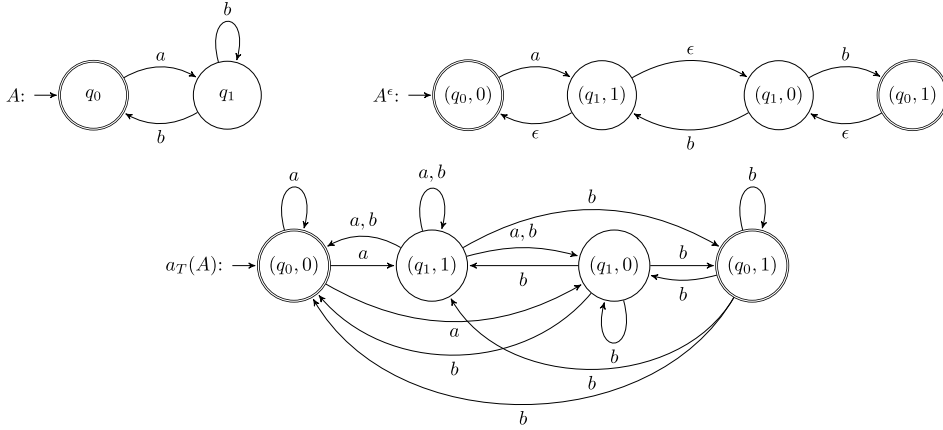 b
a
ϵ
b
A:
q₀
q₁
Aᵋ:
(q₀, 0)
(q₁, 1)
(q₁, 0)
(q₀, 1)
b
ϵ
b
ϵ
a
a, b
b
b
a, b
a, b
a_T(A):
(q₀, 0)
a
(q₁, 1)
b
(q₁, 0)
b
(q₀, 1)
b
a
b
b
b
b
a